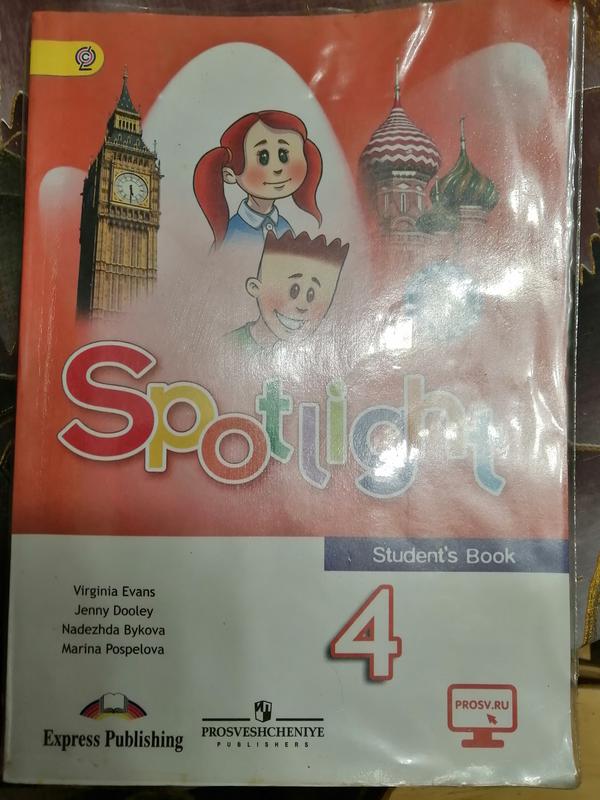 Spotlight
Student's Book
4
Virginia Evans
Jenny Dooley
Nadezhda Bykova
Marina Pospelova
Express Publishing
PROSVESHCHENIYE
PUBLISHERS
PROSV.RU